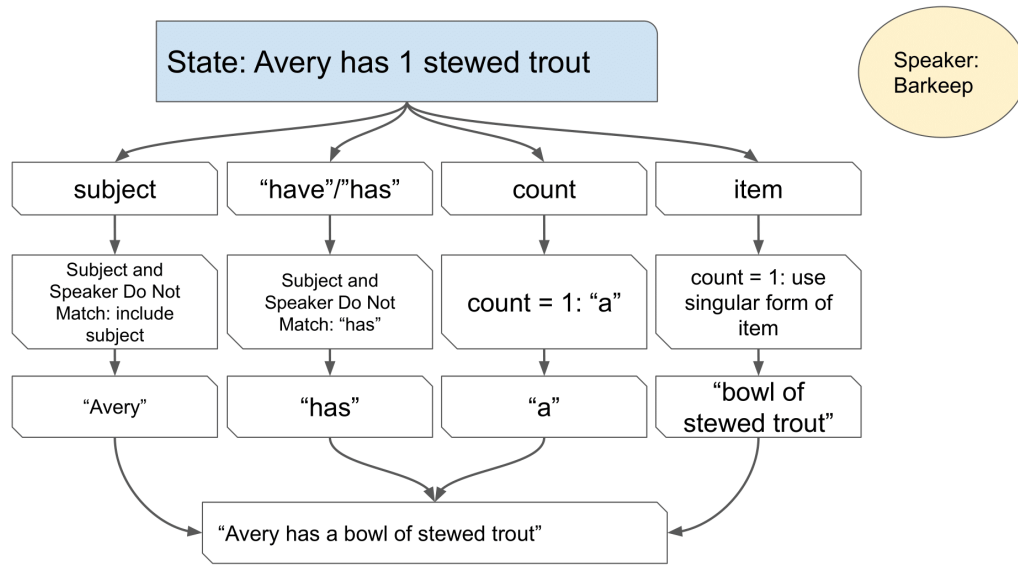 State: Avery has 1 stewed trout
Speaker:
Barkeep
subject
“have”/”has”
count
item
Subject and
Speaker Do Not
Match: include
subject
Subject and
Speaker Do Not
Match: “has”
count = 1: “a”
count = 1: use
singular form of
item
“Avery”
“has”
“a”
“bowl of
stewed trout”
“Avery has a bowl of stewed trout”